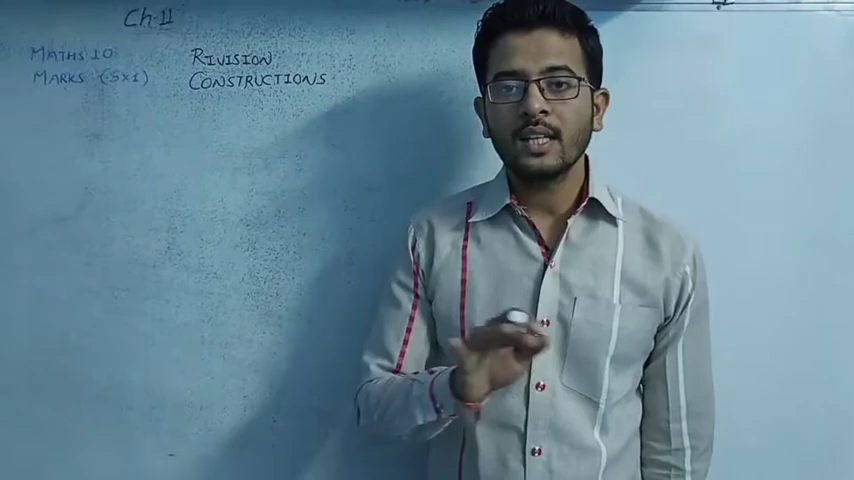 Ch-11
MATHS 10
MARKS (5x1)
RIVISION
CONSTRUCTIONS